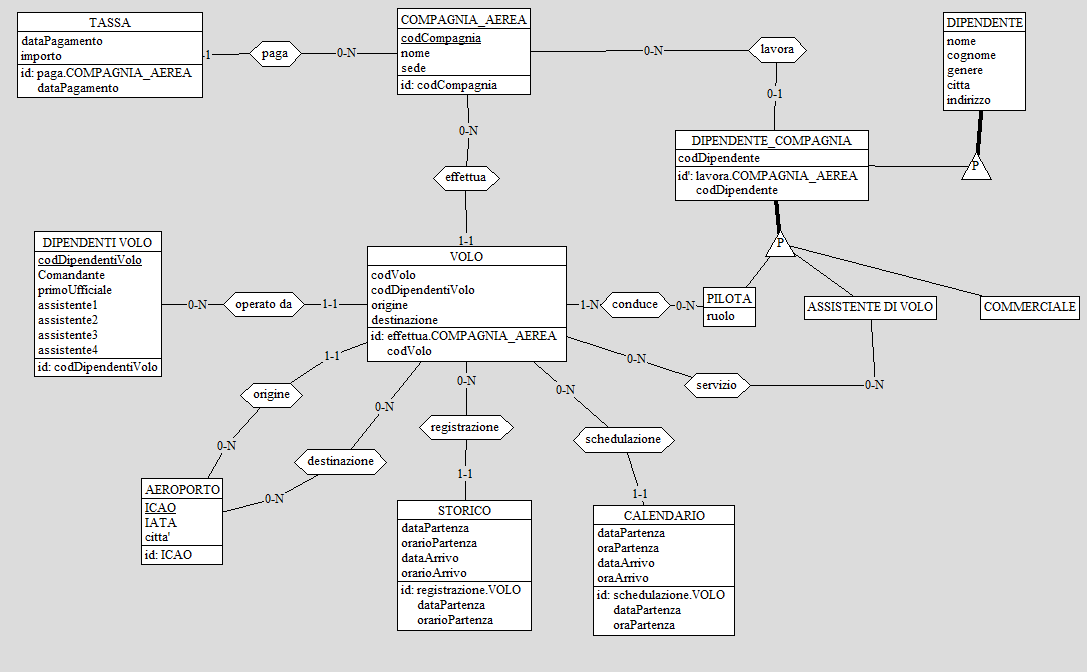 TASSA
dataPagamento
importo
id: paga.COMPAGNIA_AEREA
dataPagamento
-1
paga
0-N
COMPAGNIA_AEREA
codCompagnia
nome
sede
id: codCompagnia
0-N
lavora
0-1
DIPENDENTE
nome
cognome
genere
citta
indirizzo
P
DIPENDENTE_COMPAGNIA
codDipendente
id': lavora.COMPAGNIA_AEREA
codDipendente
P
0-N
effettua
1-1
DIPENDENTI VOLO
codDipendentiVolo
Comandante
primoUfficiale
assistente1
assistente2
assistente3
assistente4
id: codDipendentiVolo
0-N
operato da
1-1
VOLO
codVolo
codDipendentiVolo
origine
destinazione
id: effettua.COMPAGNIA_AEREA
codVolo
1-N
conduce
0-N
PILOTA
ruolo
ASSISTENTE DI VOLO
COMMERCIALE
0-N
servizio
0-N
1-1
origine
0-N
0-N
destinazione
0-N
0-N
registrazione
1-1
0-N
schedulazione
1-1
AEROPORTO
ICAO
IATA
citta'
id: ICAO
STORICO
dataPartenza
orarioPartenza
dataArrivo
orarioArrivo
id: registrazione.VOLO
dataPartenza
orarioPartenza
CALENDARIO
dataPartenza
oraPartenza
dataArrivo
oraArrivo
id: schedulazione.VOLO
dataPartenza
oraPartenza